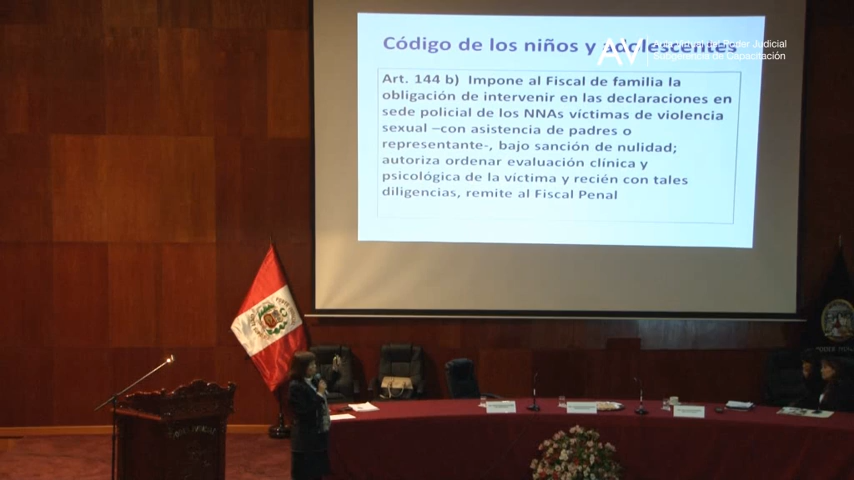 Código de los niños y adolescentes
AV
Poder Judicial
Subgerencia de Capacitación
Art. 144 b) Impone al Fiscal de familia la
obligación de intervenir en las declaraciones en
sede policial de los NNAs víctimas de violencia
sexual –con asistencia de padres o
representante-, bajo sanción de nulidad;
autoriza ordenar evaluación clínica y
psicológica de la víctima y recién con tales
diligencias, remite al Fiscal Penal